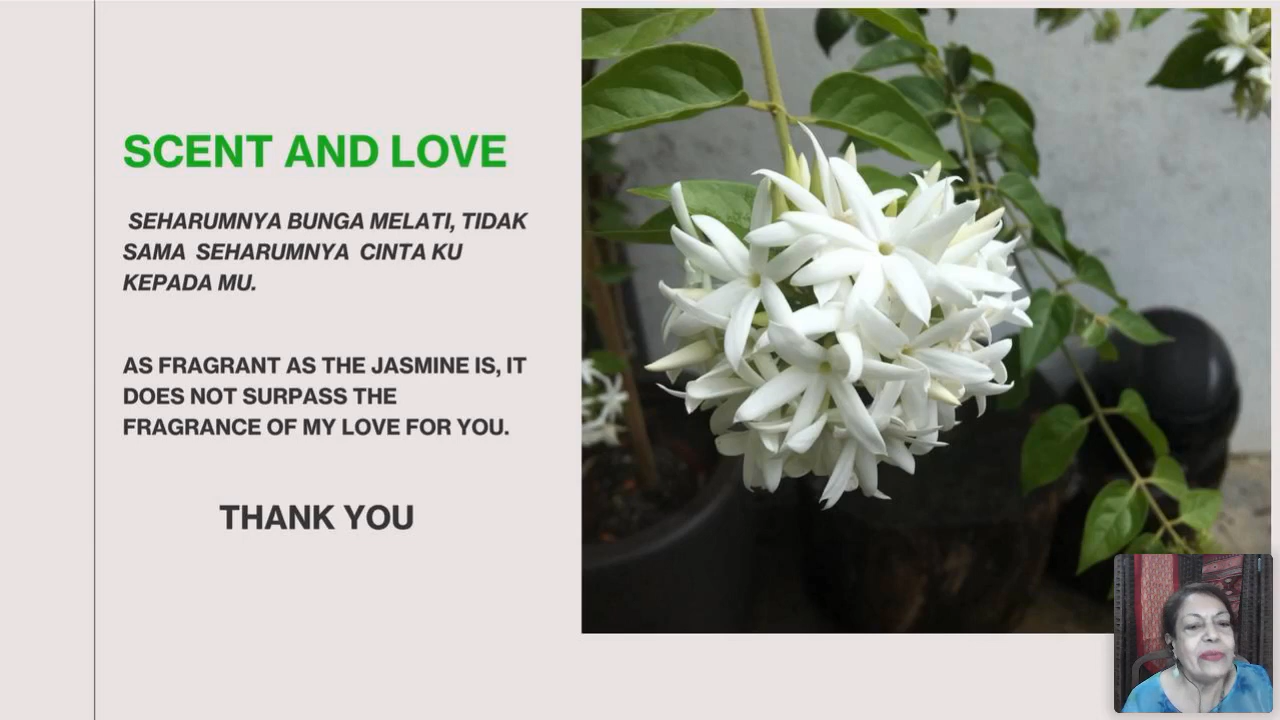 SCENT AND LOVE
SEHARUMNYA BUNGA MELATI, TIDAK
SAMA SEHARUMNYA CINTA KU
KEPADA MU.
AS FRAGRANT AS THE JASMINE IS, IT
DOES NOT SURPASS THE
FRAGRANCE OF MY LOVE FOR YOU.
THANK YOU